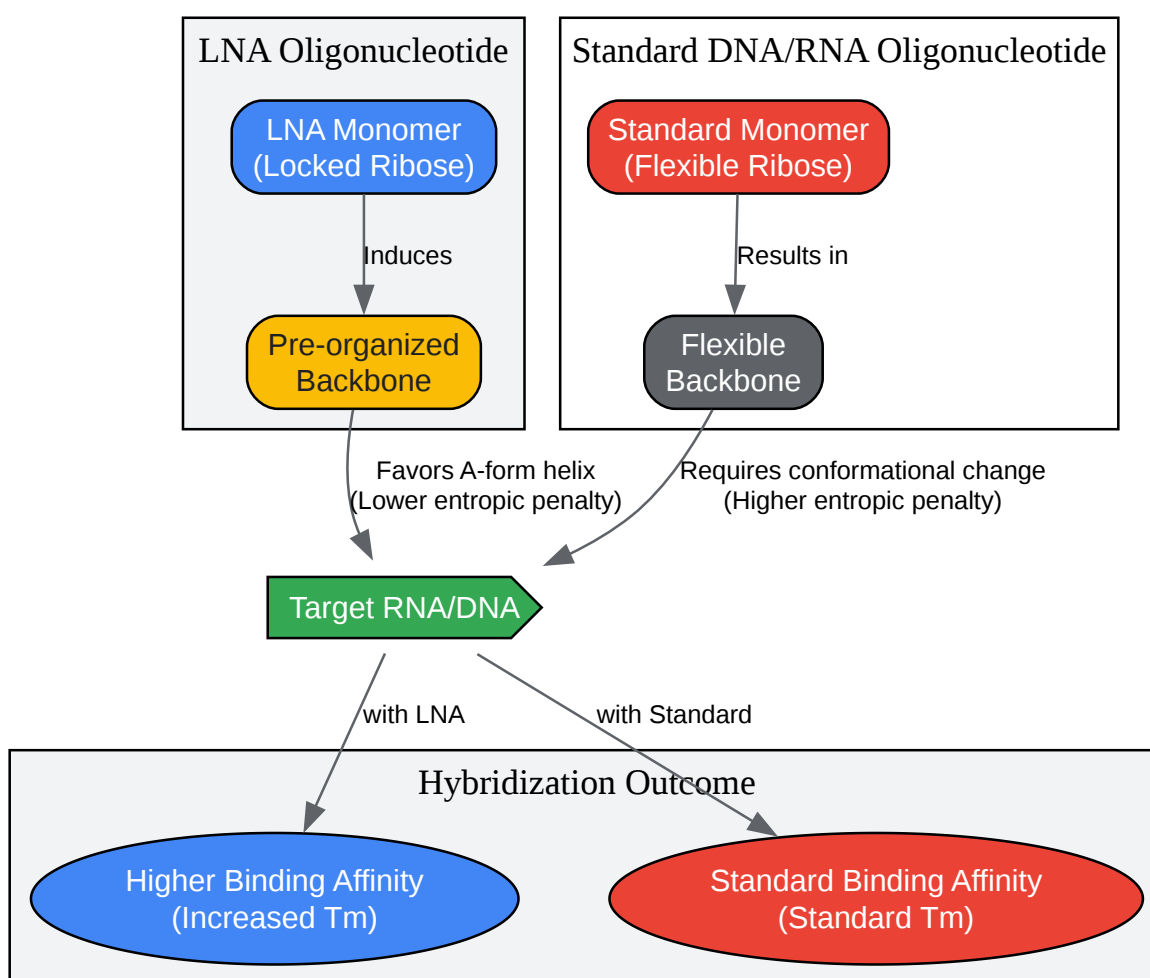 LNA Oligonucleotide
LNA Monomer
(Locked Ribose)
Induces
Pre-organized
Backbone
Standard DNA/RNA Oligonucleotide
Standard Monomer
(Flexible Ribose)
Results in
Flexible
Backbone
Favors A-form helix
(Lower entropic penalty)
Requires conformational change
(Higher entropic penalty)
Target RNA/DNA
with LNA
with Standard
Hybridization Outcome
Higher Binding Affinity
(Increased Tm)
Standard Binding Affinity
(Standard Tm)